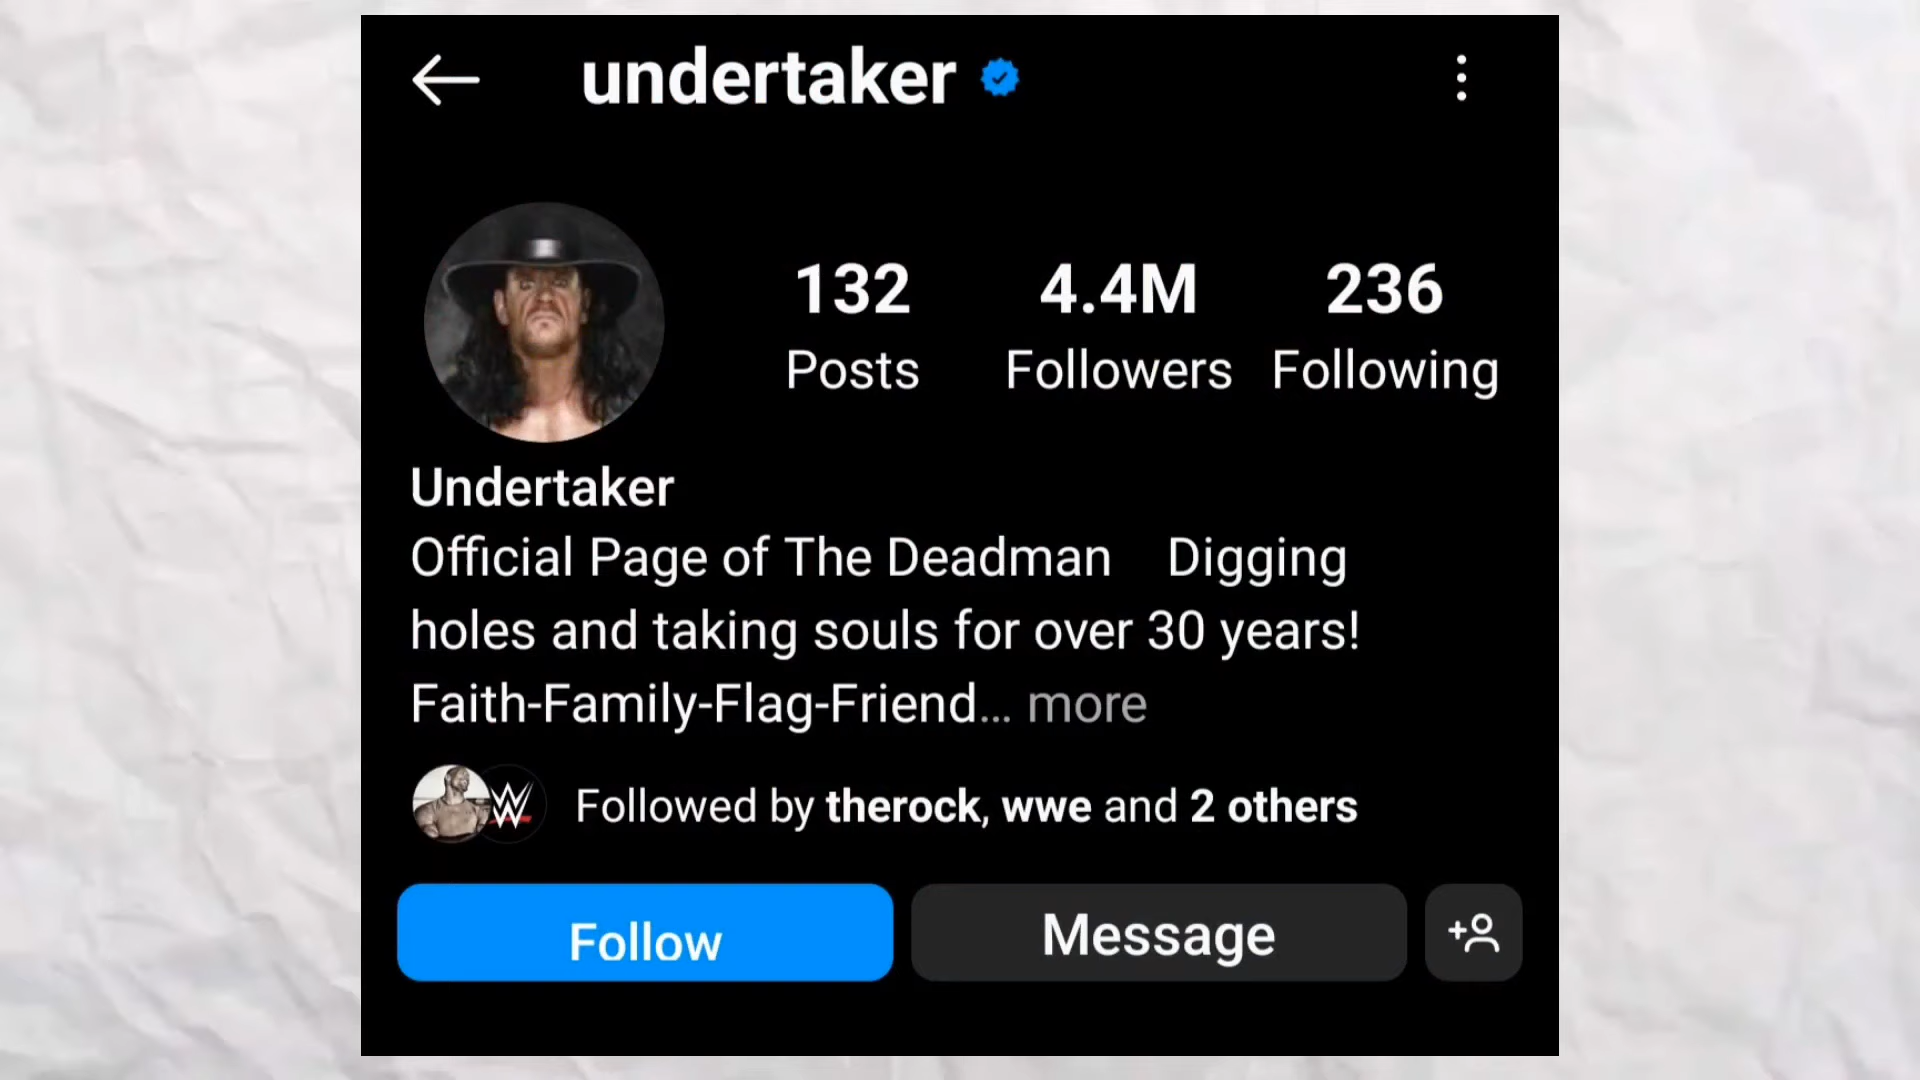 undertaker
132 4.4M 236
Posts Followers Following
Undertaker
Official Page of The Deadman Digging
holes and taking souls for over 30 years!
Faith-Family-Flag-Friend... more
W Followed by therock, wwe and 2 others
Follow Message